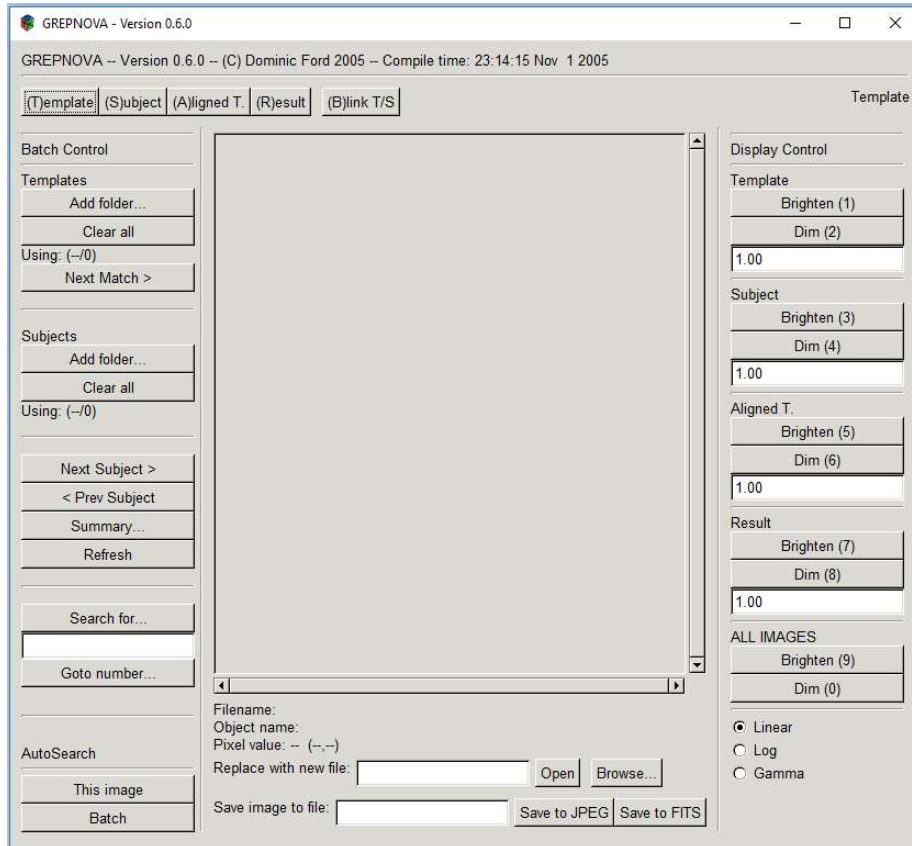 GREPNOVA - Version 0.6.0
GREPNOVA -- Version 0.6.0 -- (C) Dominic Ford 2005 -- Compile time: 23:14:15 Nov  1 2005
(T)emplate (S)ubject (A)ligned T. (R)esult (B)link T/S Template
Batch Control
Templates
Add folder...
Clear all
Using: (--/0)
Next Match >
Subjects
Add folder...
Clear all
Using: (--/0)
Next Subject >
< Prev Subject
Summary...
Refresh
Search for...
Goto number...
AutoSearch
This image
Batch
Filename:
Object name:
Pixel value: -- (--,--)
Replace with new file: Open Browse...
Save image to file: Save to JPEG Save to FITS
Display Control
Template
Brighten (1)
Dim (2)
1.00
Subject
Brighten (3)
Dim (4)
1.00
Aligned T.
Brighten (5)
Dim (6)
1.00
Result
Brighten (7)
Dim (8)
1.00
ALL IMAGES
Brighten (9)
Dim (0)
Linear
Log
Gamma